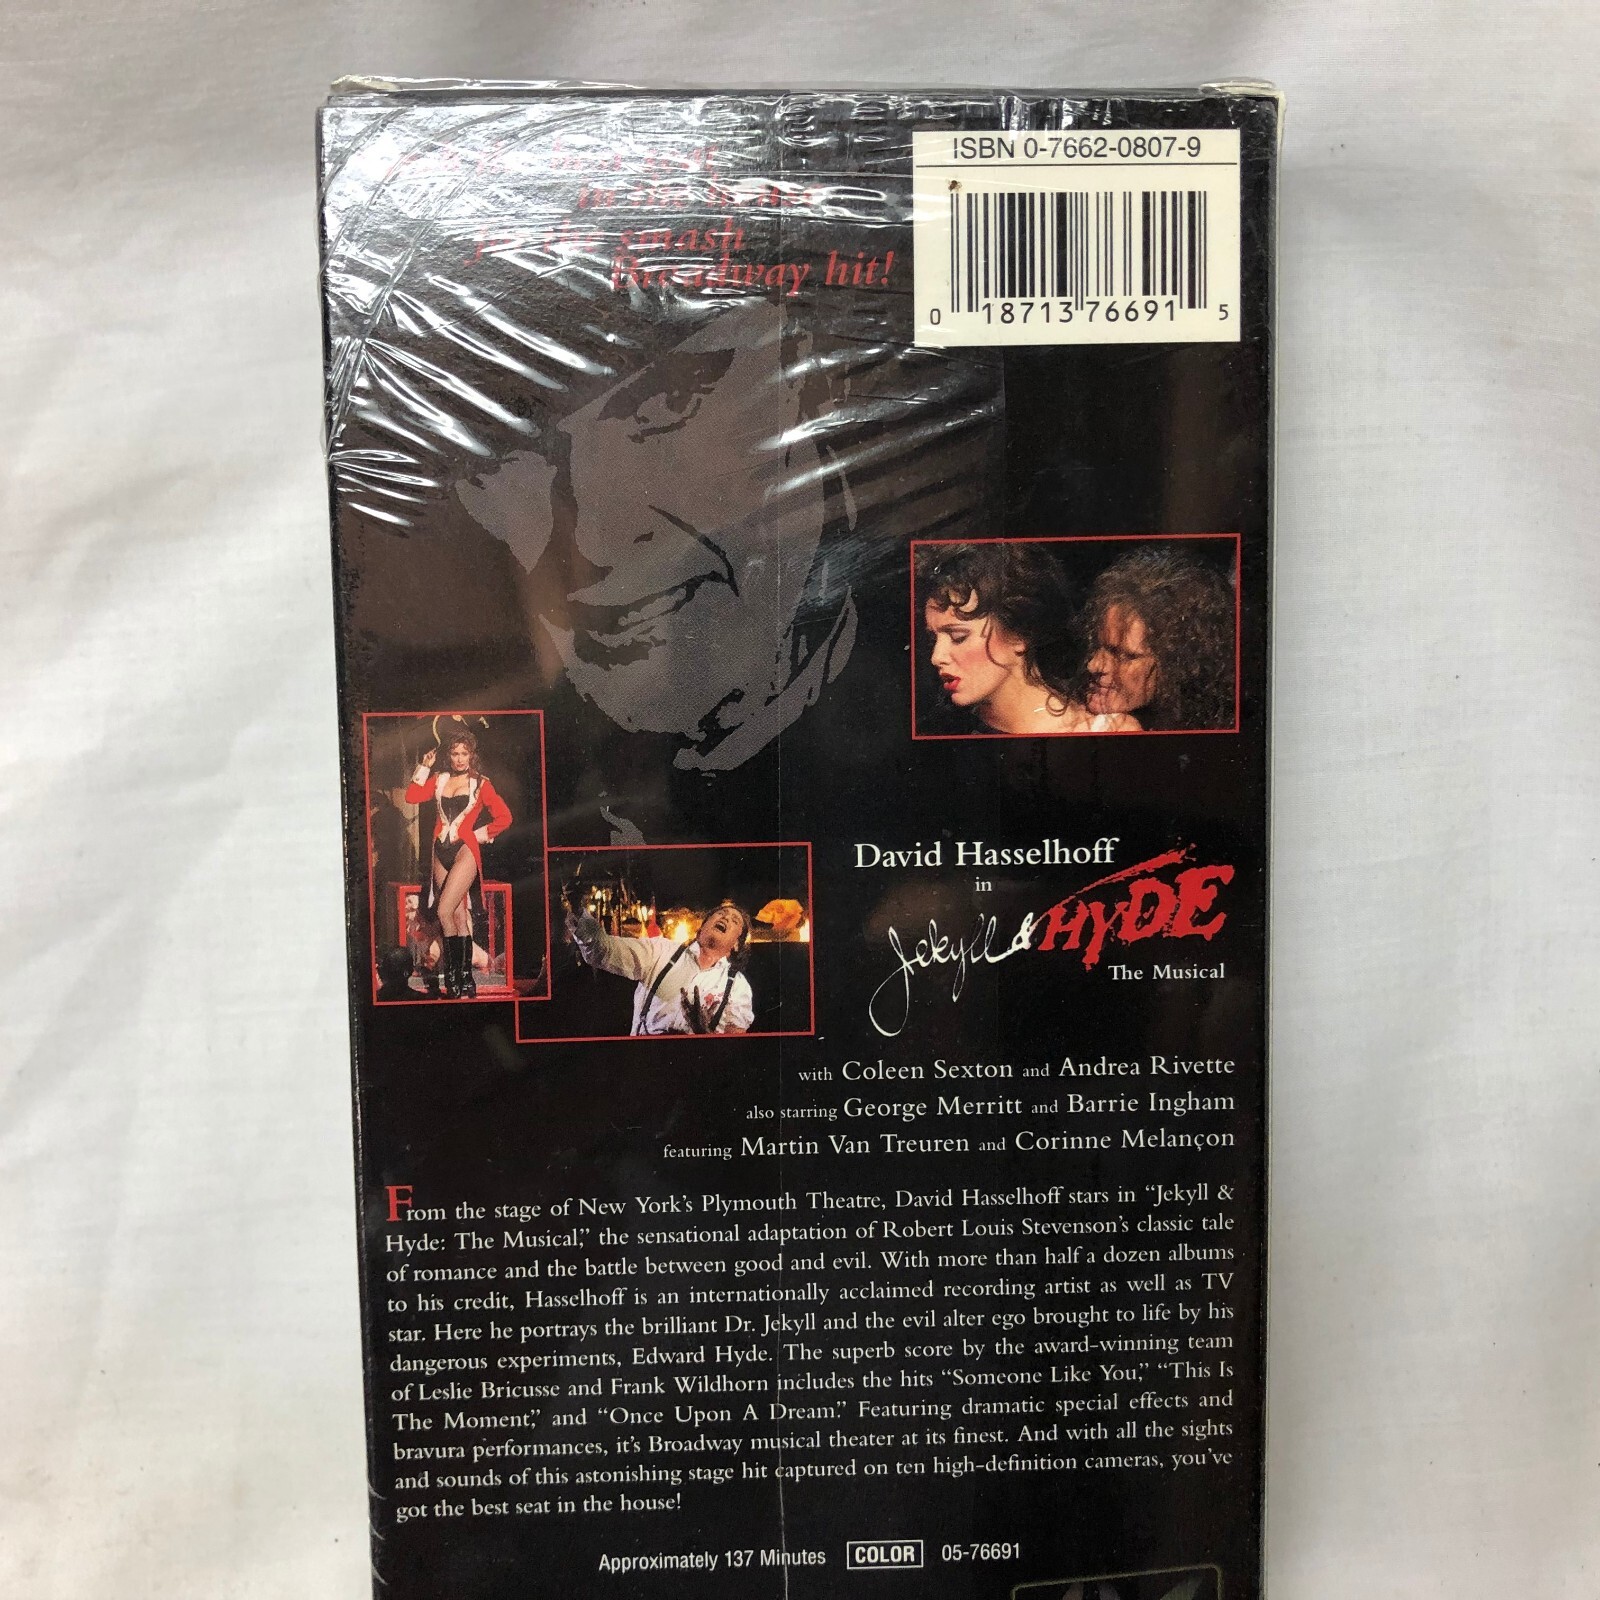 in the house
for the smash
Broadway hit!
ISBN 0-7662-0807-9
0 18713 76691 5
David Hasselhoff
in
Jekyll & HYDE
The Musical
with Coleen Sexton and Andrea Rivette
also starring George Merritt and Barrie Ingham
featuring Martin Van Treuren and Corinne Melançon
From the stage of New York's Plymouth Theatre, David Hasselhoff stars in “Jekyll &
Hyde: The Musical,” the sensational adaptation of Robert Louis Stevenson's classic tale
of romance and the battle between good and evil. With more than half a dozen albums
to his credit, Hasselhoff is an internationally acclaimed recording artist as well as TV
star. Here he portrays the brilliant Dr. Jekyll and the evil alter ego brought to life by his
dangerous experiments, Edward Hyde. The superb score by the award-winning team
of Leslie Bricusse and Frank Wildhorn includes the hits “Someone Like You,” “This Is
The Moment,” and “Once Upon A Dream.” Featuring dramatic special effects and
bravura performances, it's Broadway musical theater at its finest. And with all the sights
and sounds of this astonishing stage hit captured on ten high-definition cameras, you've
got the best seat in the house!
Approximately 137 Minutes COLOR 05-76691